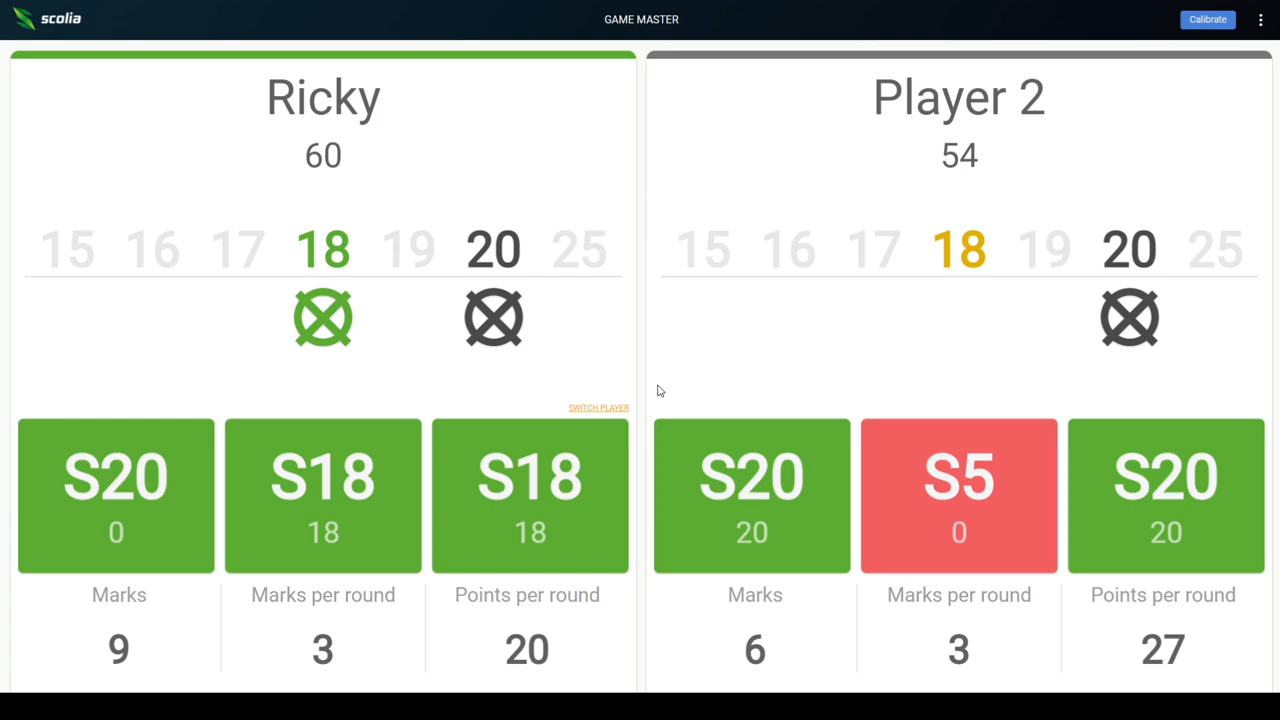 scolia
GAME MASTER
Calibrate
Ricky
60
15 16 17 18 19 20 25
SWITCH PLAYER
S20 S18 S18
0 18 18
Marks Marks per round Points per round
9 3 20
Player 2
54
15 16 17 18 19 20 25
S20 S5 S20
20 0 20
Marks Marks per round Points per round
6 3 27